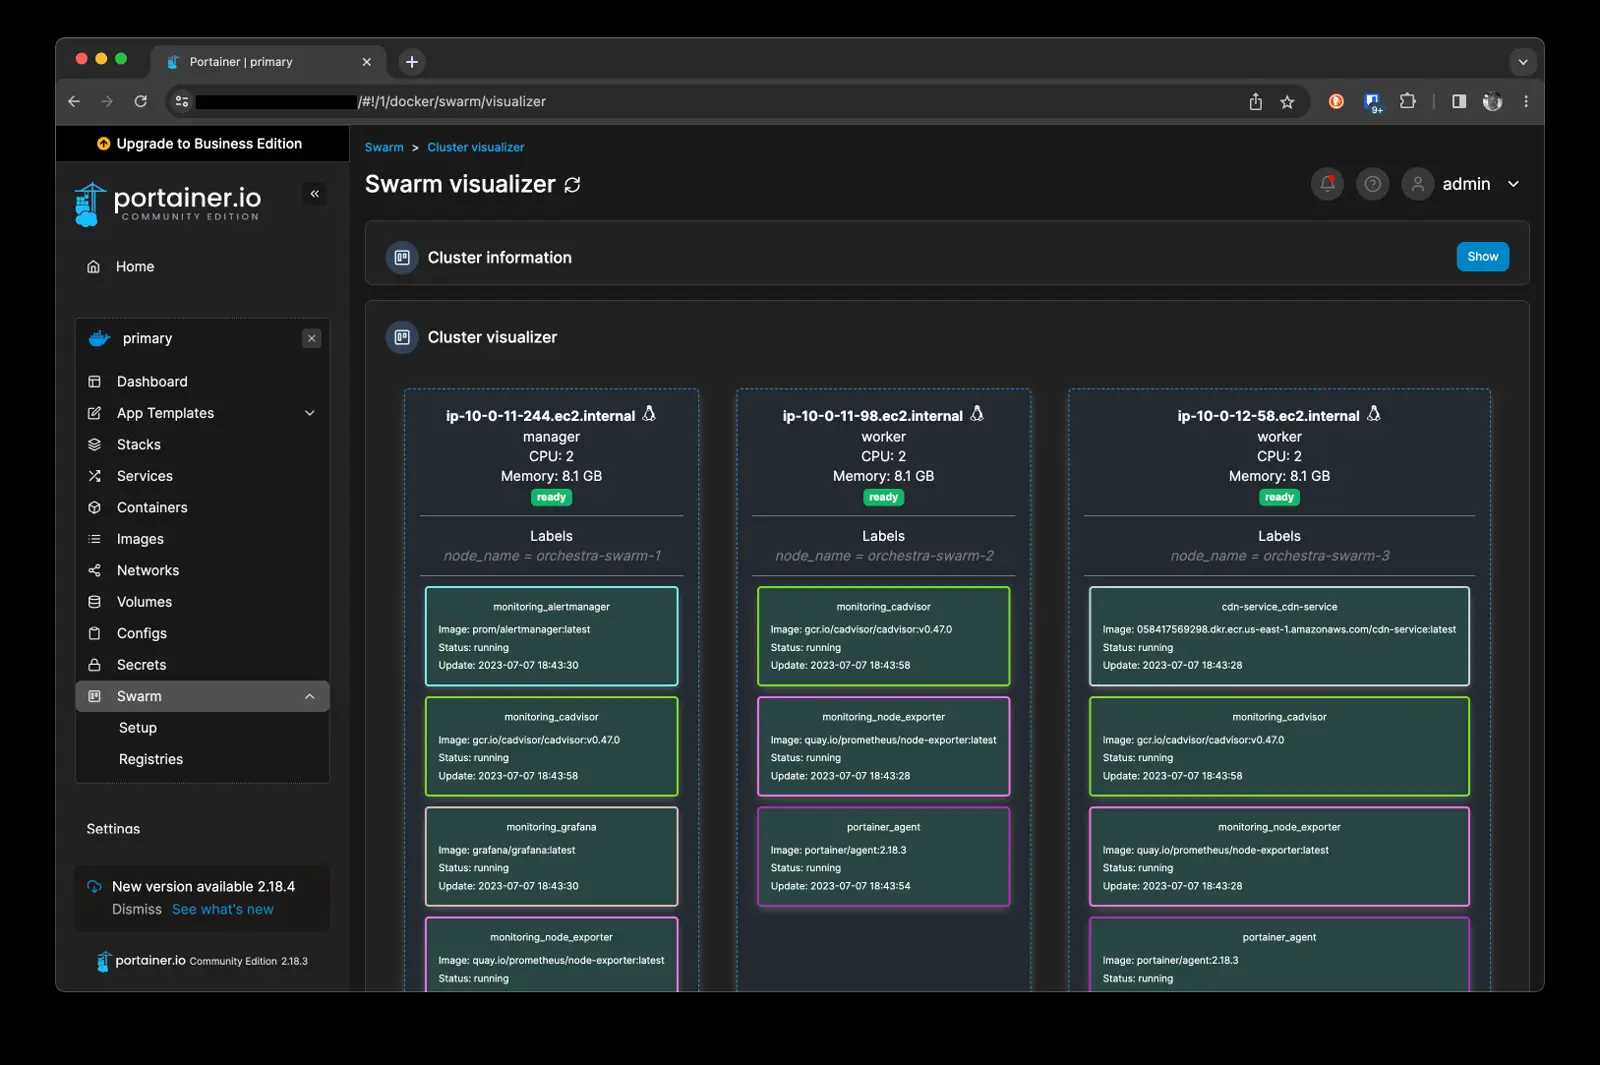 Portainer | primary
/#!/1/docker/swarm/visualizer
9+
Upgrade to Business Edition
portainer.io
COMMUNITY EDITION
Home
primary
Dashboard
App Templates
Stacks
Services
Containers
Images
Networks
Volumes
Configs
Secrets
Swarm
Setup
Registries
Settings
New version available 2.18.4
Dismiss See what's new
portainer.io Community Edition 2.18.3
Swarm > Cluster visualizer
Swarm visualizer
admin
Cluster information
Show
Cluster visualizer
ip-10-0-11-244.ec2.internal
manager
CPU: 2
Memory: 8.1 GB
ready
Labels
node_name = orchestra-swarm-1
monitoring_alertmanager
Image: prom/alertmanager:latest
Status: running
Update: 2023-07-07 18:43:30
monitoring_cadvisor
Image: gcr.io/cadvisor/cadvisor:v0.47.0
Status: running
Update: 2023-07-07 18:43:58
monitoring_grafana
Image: grafana/grafana:latest
Status: running
Update: 2023-07-07 18:43:30
monitoring_node_exporter
Image: quay.io/prometheus/node-exporter:latest
Status: running
ip-10-0-11-98.ec2.internal
worker
CPU: 2
Memory: 8.1 GB
ready
Labels
node_name = orchestra-swarm-2
monitoring_cadvisor
Image: gcr.io/cadvisor/cadvisor:v0.47.0
Status: running
Update: 2023-07-07 18:43:58
monitoring_node_exporter
Image: quay.io/prometheus/node-exporter:latest
Status: running
Update: 2023-07-07 18:43:28
portainer_agent
Image: portainer/agent:2.18.3
Status: running
Update: 2023-07-07 18:43:54
ip-10-0-12-58.ec2.internal
worker
CPU: 2
Memory: 8.1 GB
ready
Labels
node_name = orchestra-swarm-3
cdn-service_cdn-service
Image: 058417569298.dkr.ecr.us-east-1.amazonaws.com/cdn-service:latest
Status: running
Update: 2023-07-07 18:43:28
monitoring_cadvisor
Image: gcr.io/cadvisor/cadvisor:v0.47.0
Status: running
Update: 2023-07-07 18:43:58
monitoring_node_exporter
Image: quay.io/prometheus/node-exporter:latest
Status: running
Update: 2023-07-07 18:43:28
portainer_agent
Image: portainer/agent:2.18.3
Status: running